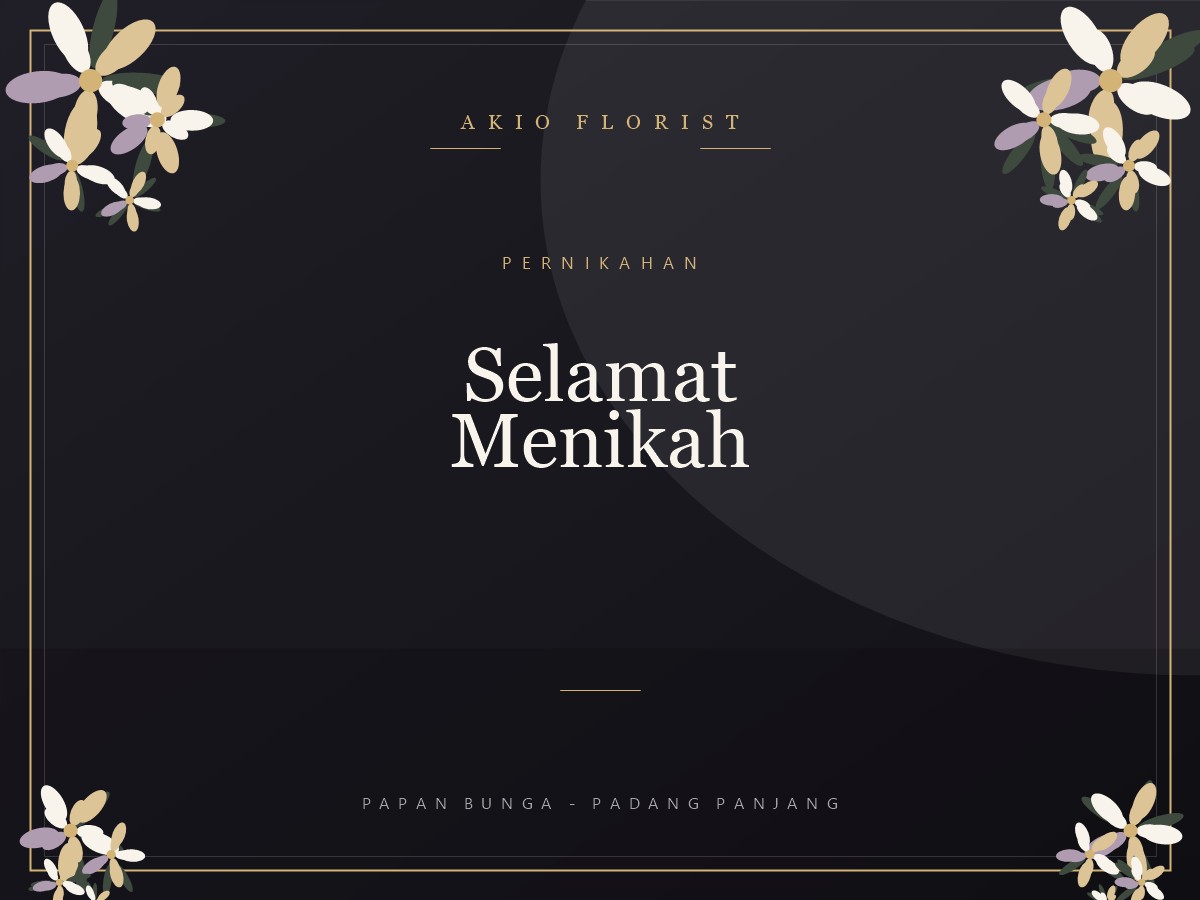 AKIO FLORIST
PERNIKAHAN
Selamat
Menikah
PAPAN BUNGA - PADANG PANJANG